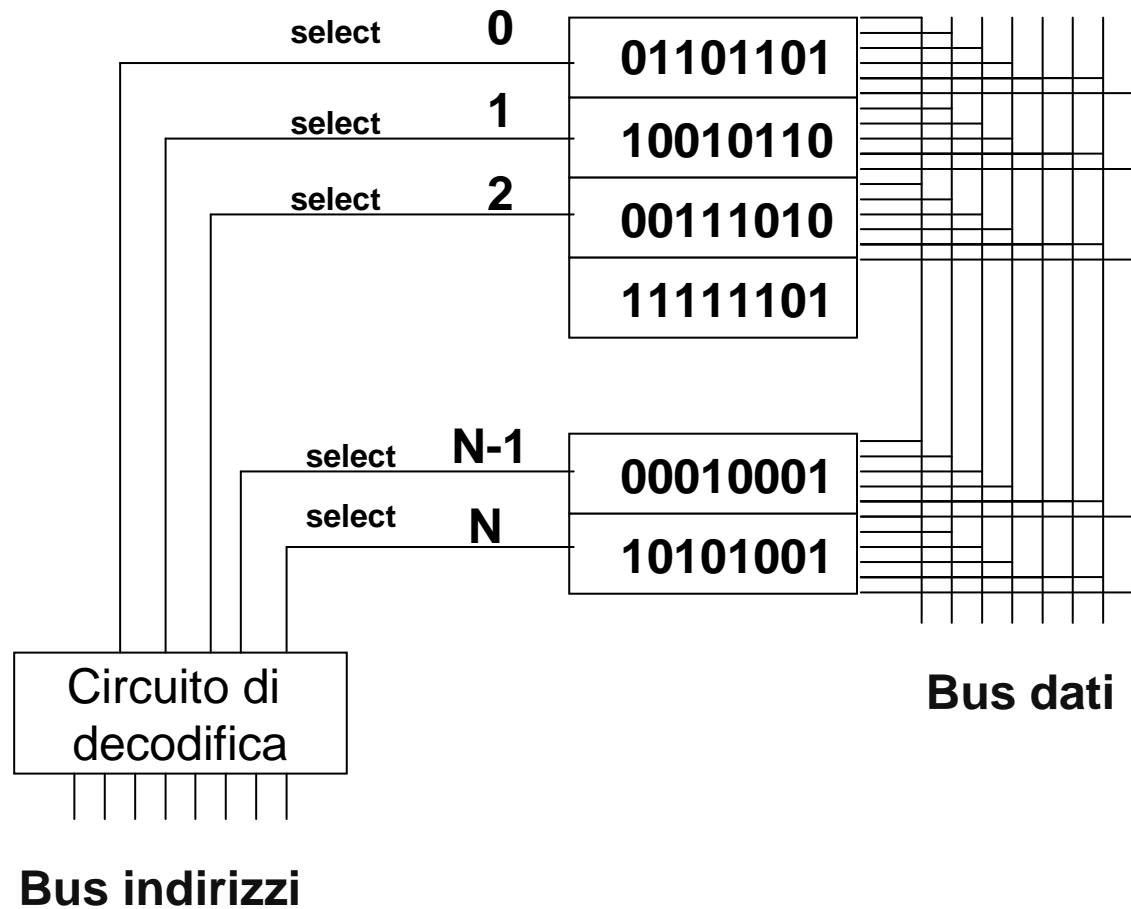 select 0
01101101
select 1
10010110
select 2
00111010
11111101
select N-1
00010001
select N
10101001
Circuito di
decodifica
Bus dati
Bus indirizzi